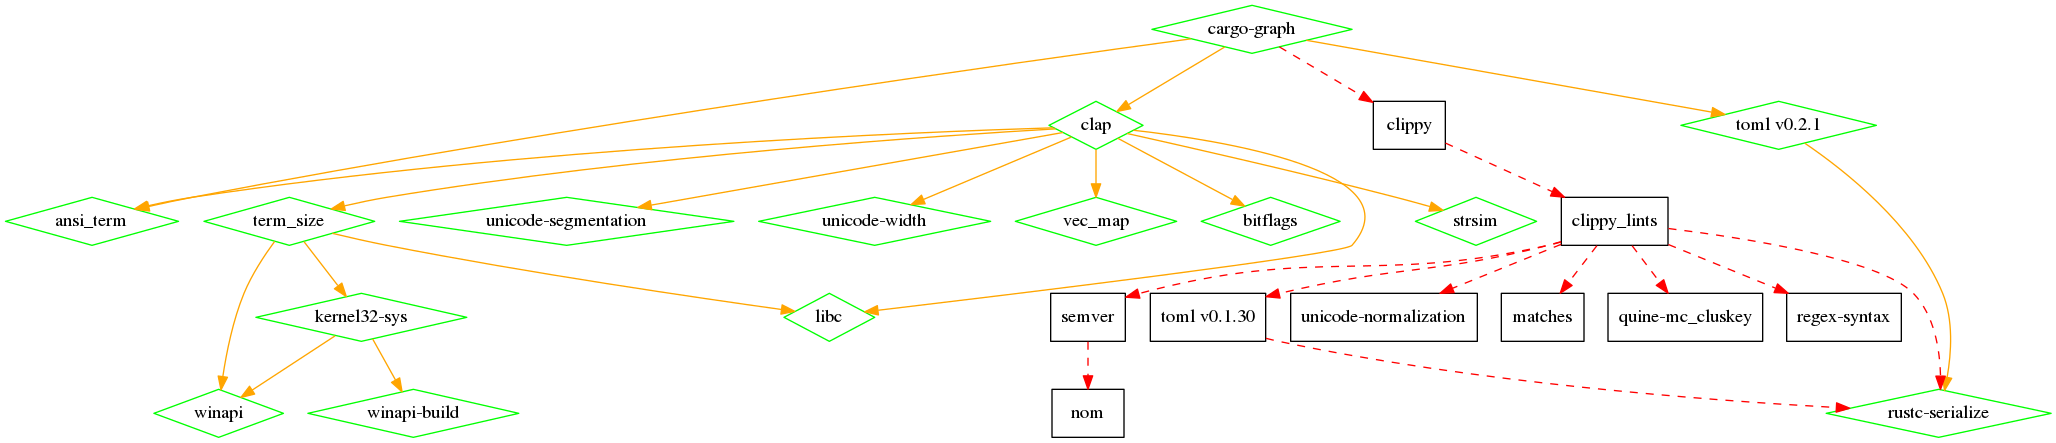 cargo-graph
clap
clippy
toml v0.2.1
ansi_term
term_size
unicode-segmentation
unicode-width
vec_map
bitflags
strsim
clippy_lints
kernel32-sys
libc
semver
toml v0.1.30
unicode-normalization
matches
quine-mc_cluskey
regex-syntax
winapi
winapi-build
nom
rustc-serialize